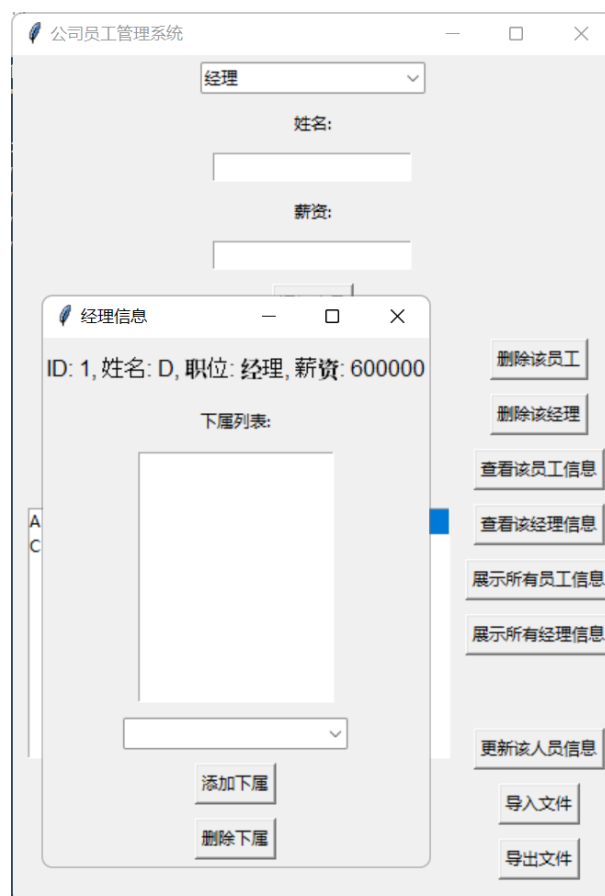 公司员工管理系统
经理
姓名:
薪资:
经理信息
ID: 1, 姓名: D, 职位: 经理, 薪资: 600000
下属列表:
添加下属
删除下属
A
C
删除该员工
删除该经理
查看该员工信息
查看该经理信息
展示所有员工信息
展示所有经理信息
更新该人员信息
导入文件
导出文件